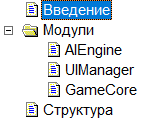 Введение
Модули
AIEngine
UIManager
GameCore
Структура